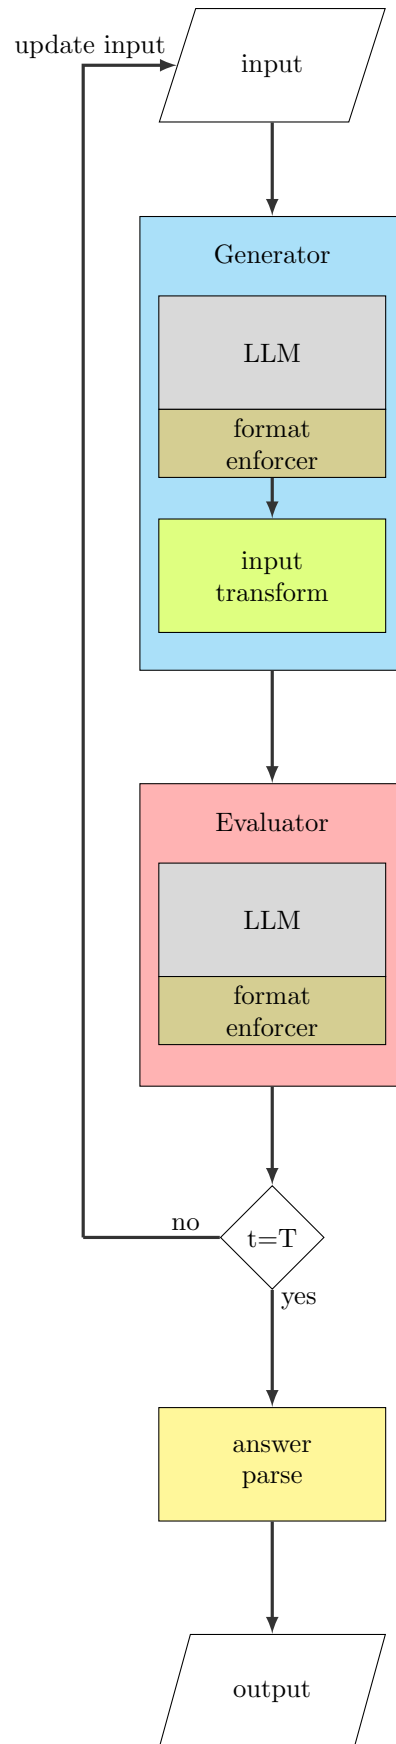 update input
input
Generator
LLM
format
enforcer
input
transform
Evaluator
LLM
format
enforcer
no
t=T
yes
answer
parse
output